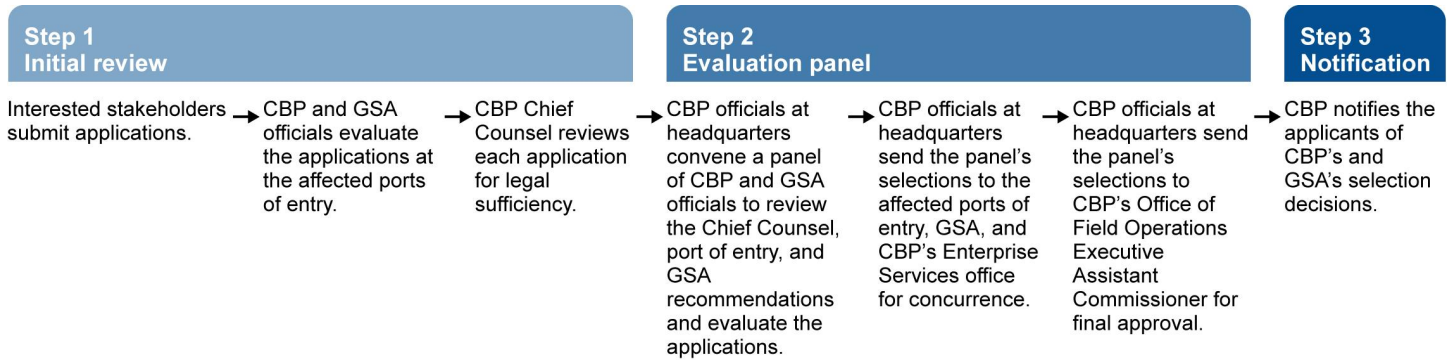 Step 1
Initial review
Interested stakeholders
submit applications.
CBP and GSA
officials evaluate
the applications at
the affected ports
of entry.
CBP Chief
Counsel reviews
each application
for legal
sufficiency.
Step 2
Evaluation panel
CBP officials at
headquarters
convene a panel
of CBP and GSA
officials to review
the Chief Counsel,
port of entry, and
GSA
recommendations
and evaluate the
applications.
CBP officials at
headquarters
send the panel’s
selections to the
affected ports of
entry, GSA, and
CBP’s Enterprise
Services office
for concurrence.
CBP officials at
headquarters send
the panel’s
selections to
CBP’s Office of
Field Operations
Executive
Assistant
Commissioner for
final approval.
Step 3
Notification
CBP notifies the
applicants of
CBP’s and
GSA’s selection
decisions.